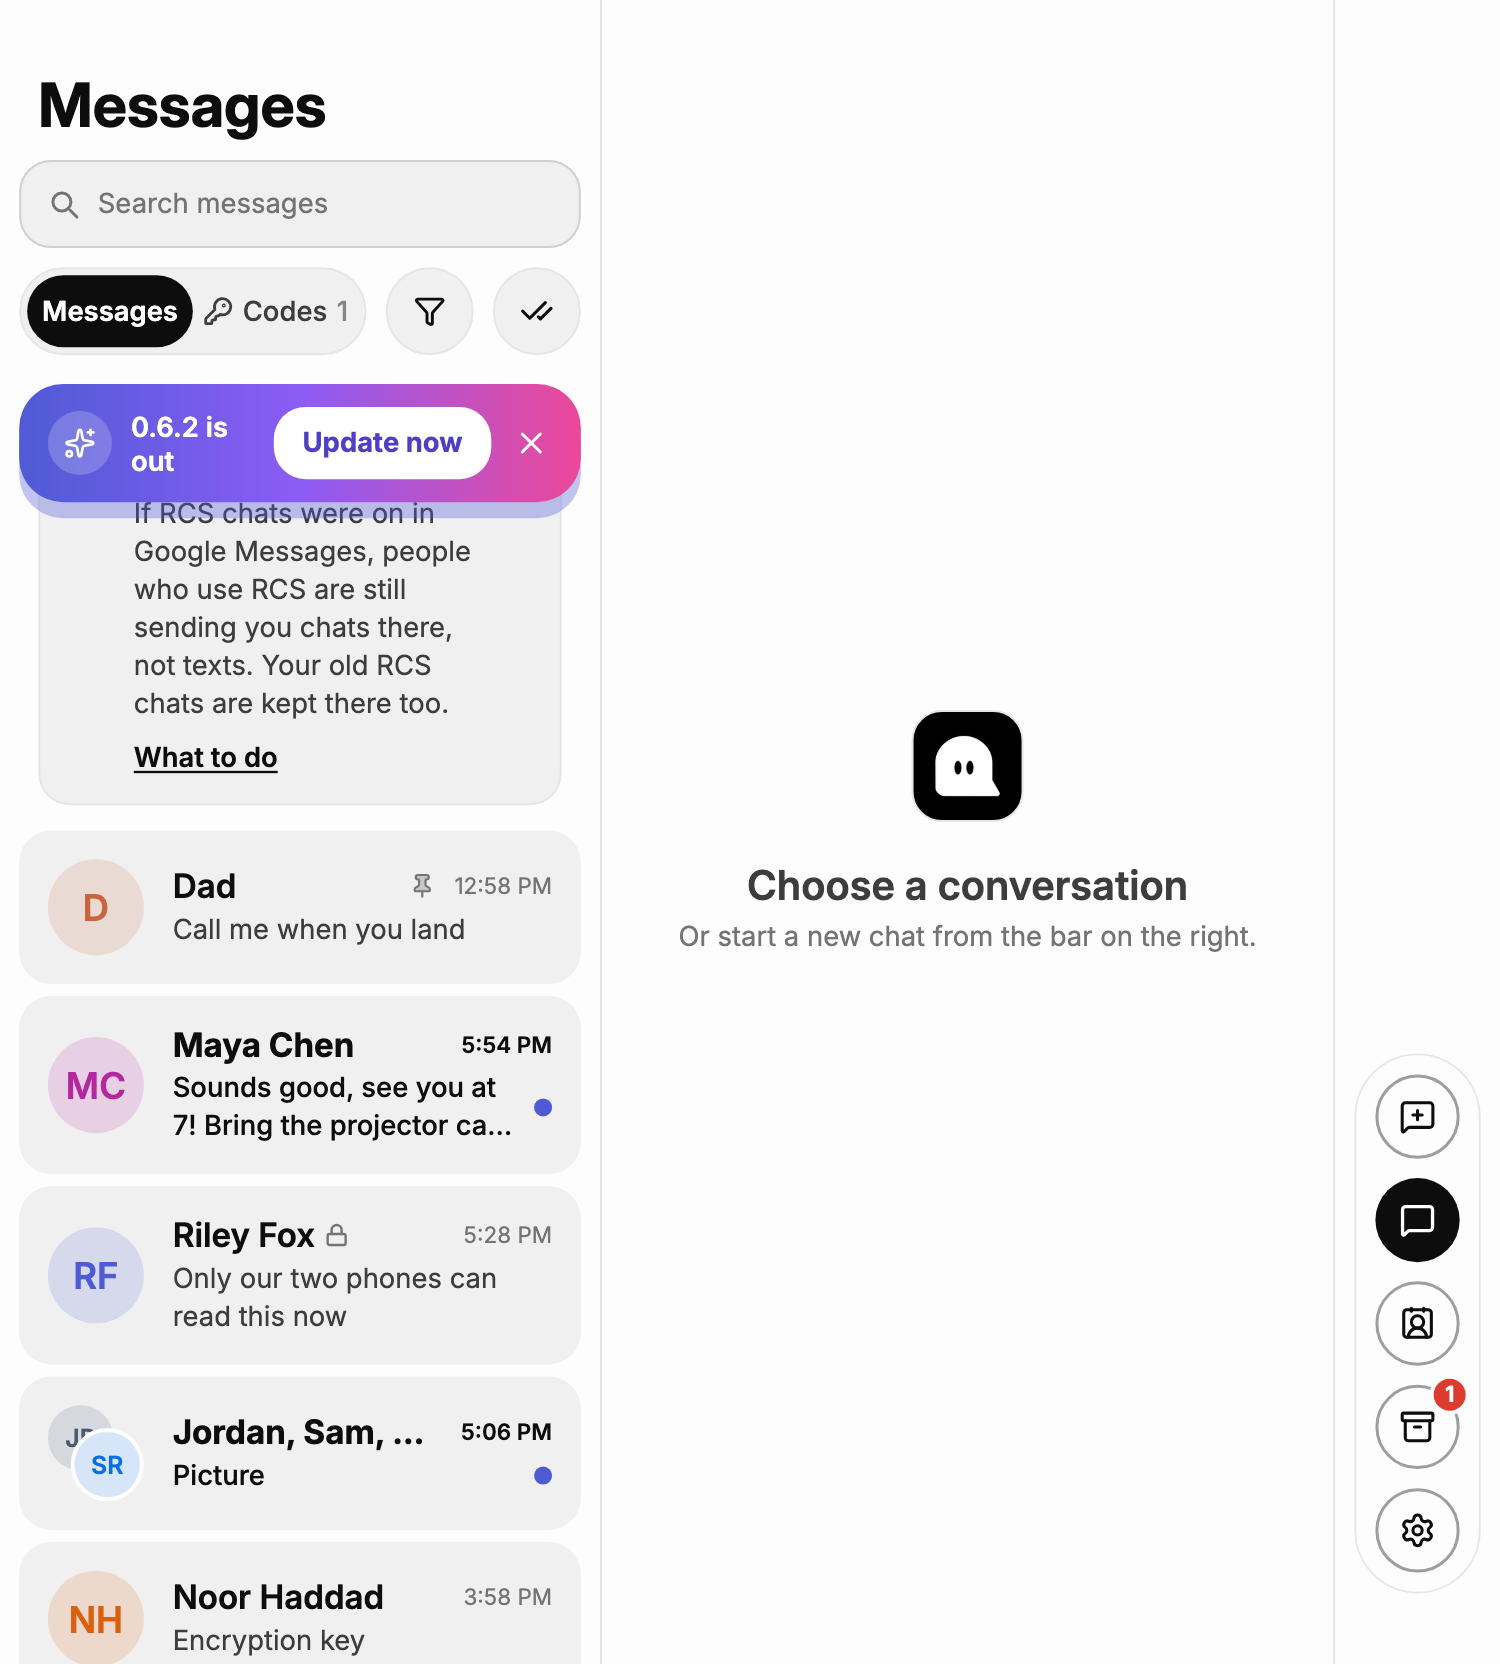 Messages
Search messages
Messages
Codes 1
0.6.2 is
out
Update now
If RCS chats were on in
Google Messages, people
who use RCS are still
sending you chats there,
not texts. Your old RCS
chats are kept there too.
What to do
D
Dad
12:58 PM
Call me when you land
MC
Maya Chen
5:54 PM
Sounds good, see you at
7! Bring the projector ca...
RF
Riley Fox
5:28 PM
Only our two phones can
read this now
SR
Jordan, Sam, ...
5:06 PM
Picture
NH
Noor Haddad
3:58 PM
Encryption key
Choose a conversation
Or start a new chat from the bar on the right.
1